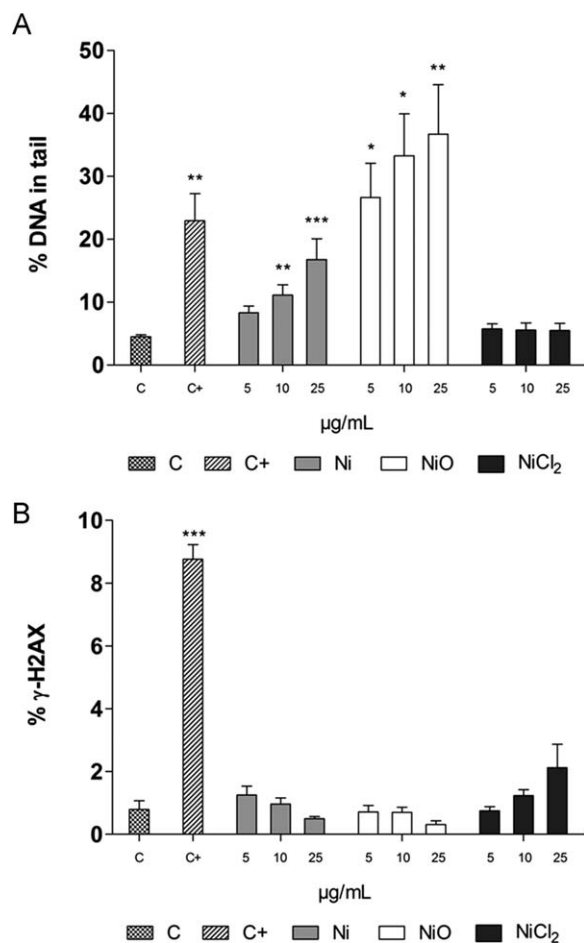 A
% DNA in tail
50
40
30
20
10
0
** ** *** * * **
C C+ 5 10 25 5 10 25 5 10 25
µg/mL
C C+ Ni NiO NiCl₂
B
% γ-H2AX
10
8
6
4
2
0
***
C C+ 5 10 25 5 10 25 5 10 25
µg/mL
C C+ Ni NiO NiCl₂